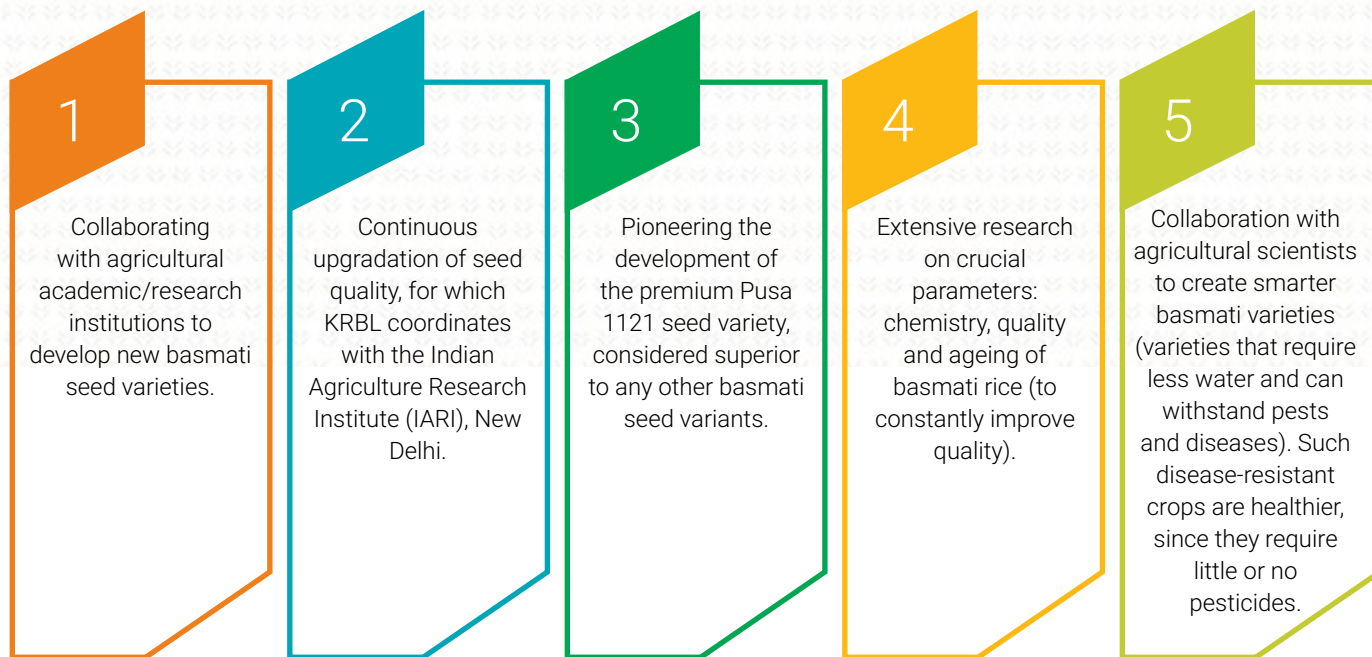 1
Collaborating
with agricultural
academic/research
institutions to
develop new basmati
seed varieties.
2
Continuous
upgradation of seed
quality, for which
KRBL coordinates
with the Indian
Agriculture Research
Institute (IARI), New
Delhi.
3
Pioneering the
development of
the premium Pusa
1121 seed variety,
considered superior
to any other basmati
seed variants.
4
Extensive research
on crucial
parameters:
chemistry, quality
and ageing of
basmati rice (to
constantly improve
quality).
5
Collaboration with
agricultural scientists
to create smarter
basmati varieties
(varieties that require
less water and can
withstand pests
and diseases). Such
disease-resistant
crops are healthier,
since they require
little or no
pesticides.